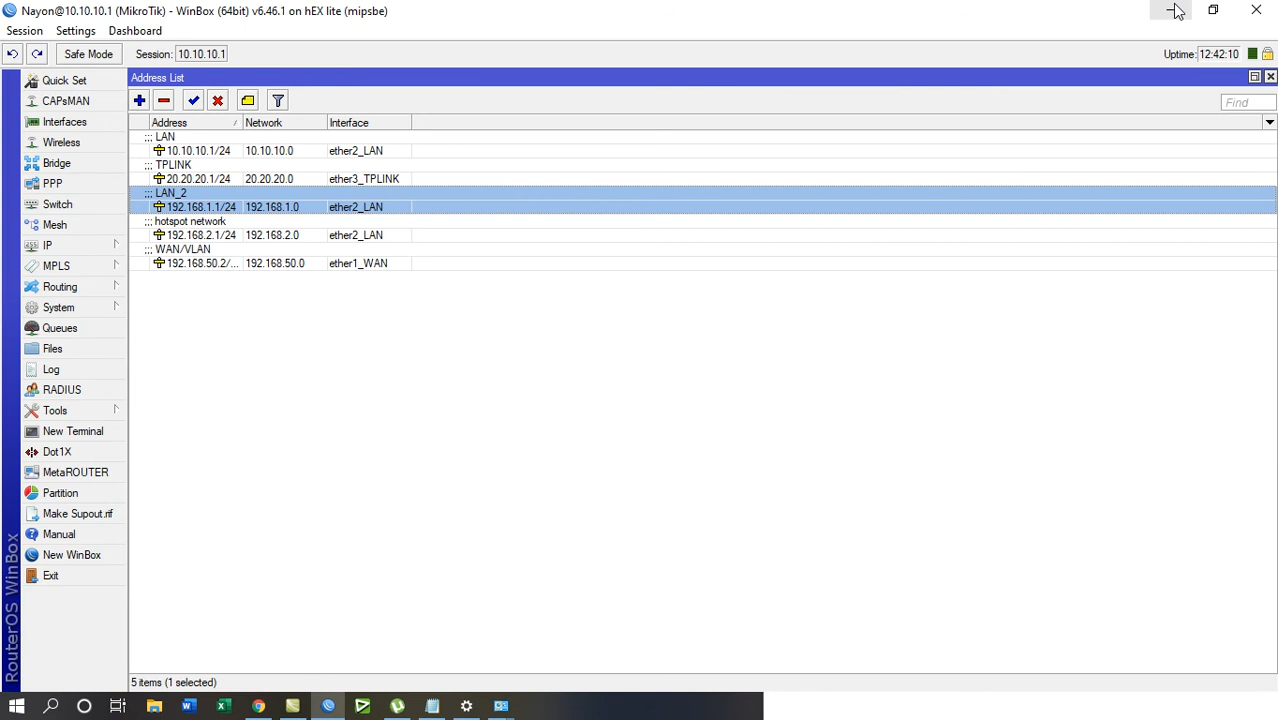 Nayon@10.10.10.1 (MikroTik) - WinBox (64bit) v6.46.1 on hEX lite (mipsbe)
Session Settings Dashboard
Safe Mode Session: 10.10.10.1 Uptime: 12:42:10
Address List
Find
Address Network Interface
::: LAN
10.10.10.1/24 10.10.10.0 ether2_LAN
::: TPLINK
20.20.20.1/24 20.20.20.0 ether3_TPLINK
::: LAN_2
192.168.1.1/24 192.168.1.0 ether2_LAN
::: hotspot network
192.168.2.1/24 192.168.2.0 ether2_LAN
::: WAN/VLAN
192.168.50.2/... 192.168.50.0 ether1_WAN
5 items (1 selected)
Quick Set
CAPsMAN
Interfaces
Wireless
Bridge
PPP
Switch
Mesh
IP
MPLS
Routing
System
Queues
Files
Log
RADIUS
Tools
New Terminal
Dot1X
MetaROUTER
Partition
Make Supout.rif
Manual
New WinBox
Exit
RouterOS WinBox